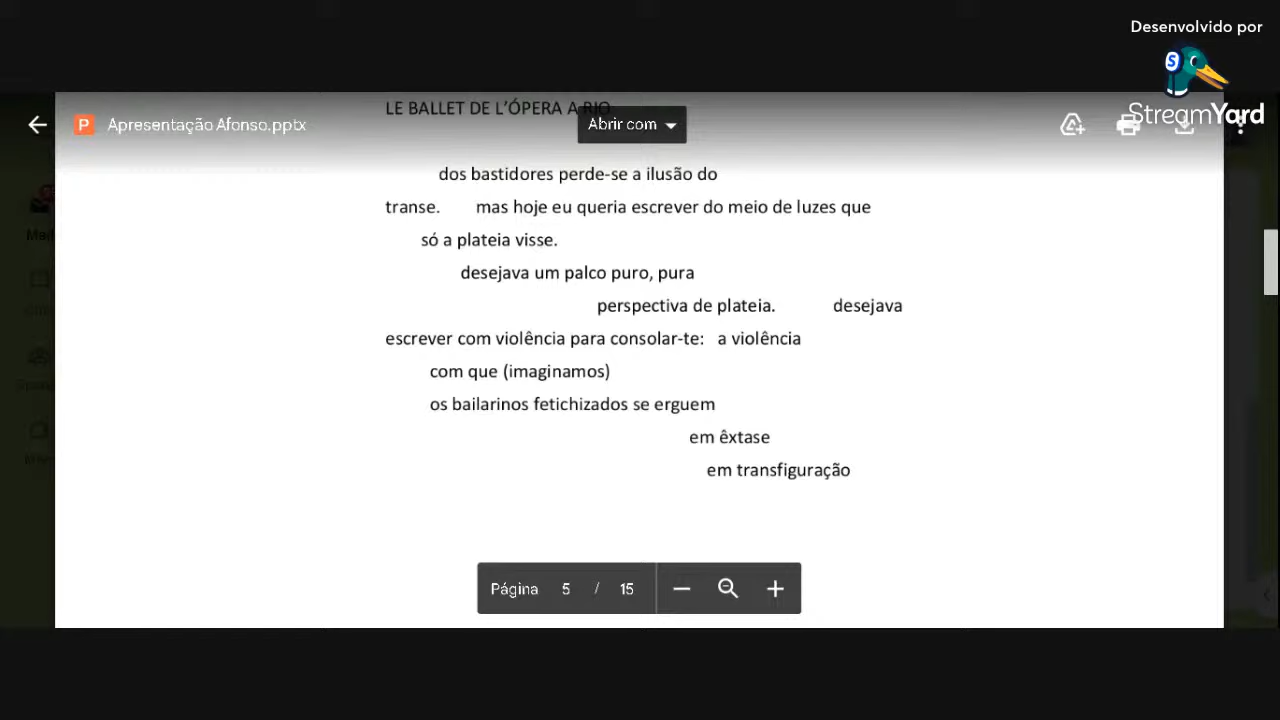 Desenvolvido por
StreamYard
LE BALLET DE L'ÓPERA A RIO
Apresentação Afonso.pptx
Abrir com
dos bastidores perde-se a ilusão do
transe. mas hoje eu queria escrever do meio de luzes que
só a plateia visse.
desejava um palco puro, pura
perspectiva de plateia. desejava
escrever com violência para consolar-te: a violência
com que (imaginamos)
os bailarinos fetichizados se erguem
em êxtase
em transfiguração
Página 5 / 15